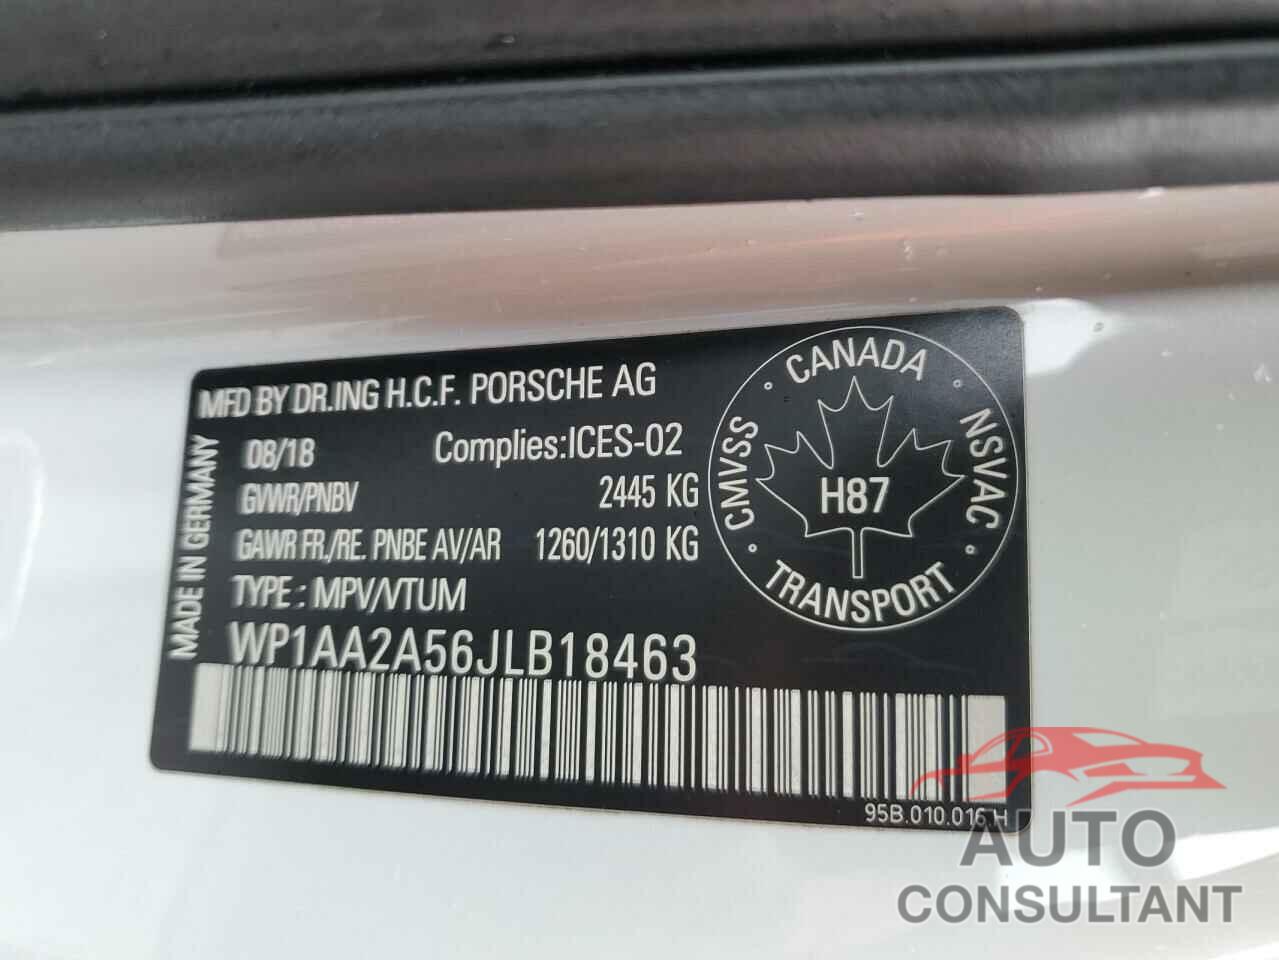 MFD BY DR.ING H.C.F. PORSCHE AG
08/18 Complies:ICES-02
GVWR/PNBV 2445 KG
GAWR FR./RE. PNBE AV/AR 1260/1310 KG
TYPE : MPV/VTUM
WP1AA2A56JLB18463
MADE IN GERMANY
CANADA
CMVSS
NSVAC
H87
TRANSPORT
95B.010.016.H
AUTO
CONSULTANT